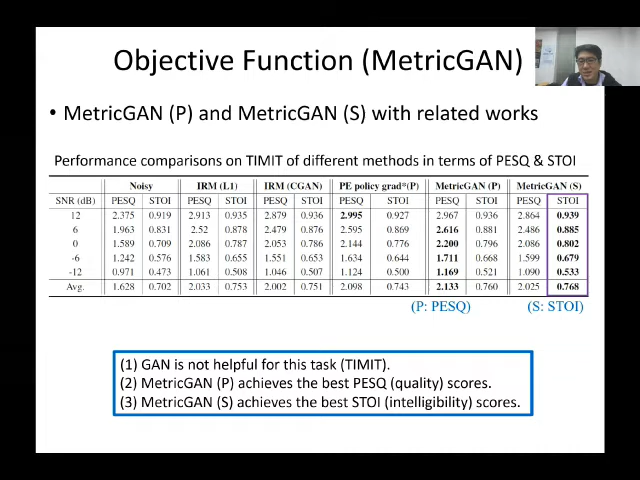 Objective Function (MetricGAN)
• MetricGAN (P) and MetricGAN (S) with related works
Performance comparisons on TIMIT of different methods in terms of PESQ & STOI
Noisy IRM (L1) IRM (CGAN) PE policy grad*(P) MetricGAN (P) MetricGAN (S)
SNR (dB) PESQ STOI PESQ STOI PESQ STOI PESQ STOI PESQ STOI PESQ STOI
12 2.375 0.919 2.913 0.935 2.879 0.936 2.995 0.927 2.967 0.936 2.864 0.939
6 1.963 0.831 2.52 0.878 2.479 0.876 2.595 0.869 2.616 0.881 2.486 0.885
0 1.589 0.709 2.086 0.787 2.053 0.786 2.144 0.776 2.200 0.796 2.086 0.802
-6 1.242 0.576 1.583 0.655 1.551 0.653 1.634 0.644 1.711 0.668 1.599 0.679
-12 0.971 0.473 1.061 0.508 1.046 0.507 1.124 0.500 1.169 0.521 1.090 0.533
Avg. 1.628 0.702 2.033 0.753 2.002 0.751 2.098 0.743 2.133 0.760 2.025 0.768
(P: PESQ) (S: STOI)
(1) GAN is not helpful for this task (TIMIT).
(2) MetricGAN (P) achieves the best PESQ (quality) scores.
(3) MetricGAN (S) achieves the best STOI (intelligibility) scores.